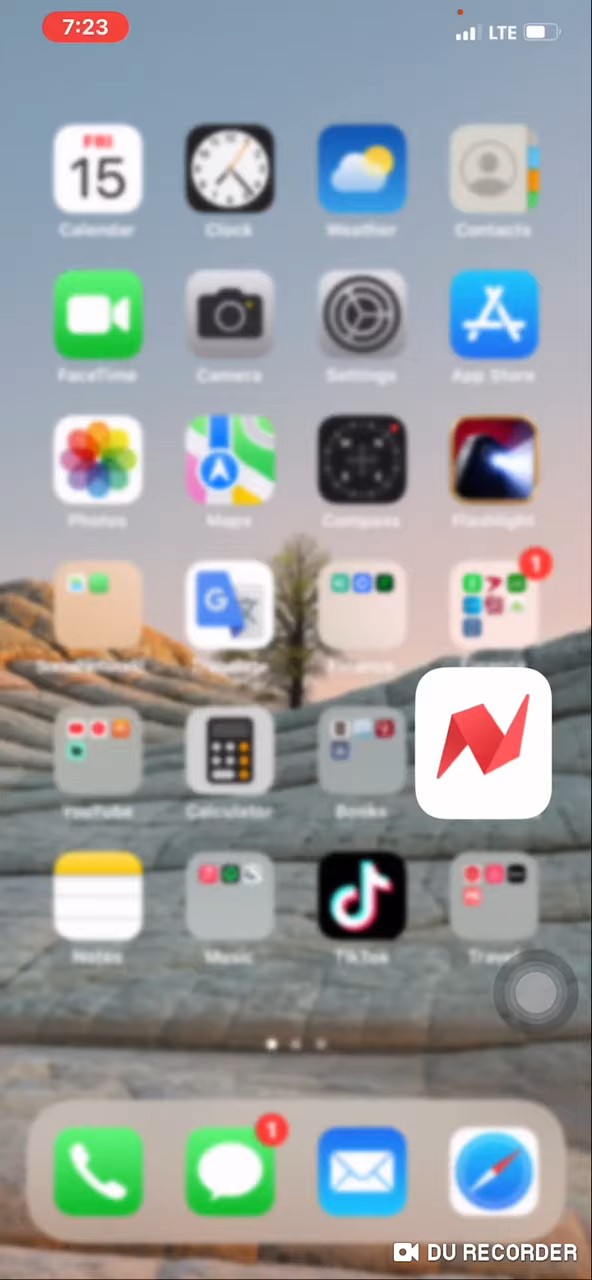 7:23
LTE
FRI
15
Calendar
Clock
Weather
Contacts
FaceTime
Camera
Settings
App Store
Photos
Maps
Compass
Flashlight
1
YouTube
Calculator
Books
Notes
Music
TikTok
Travel
1
DU RECORDER